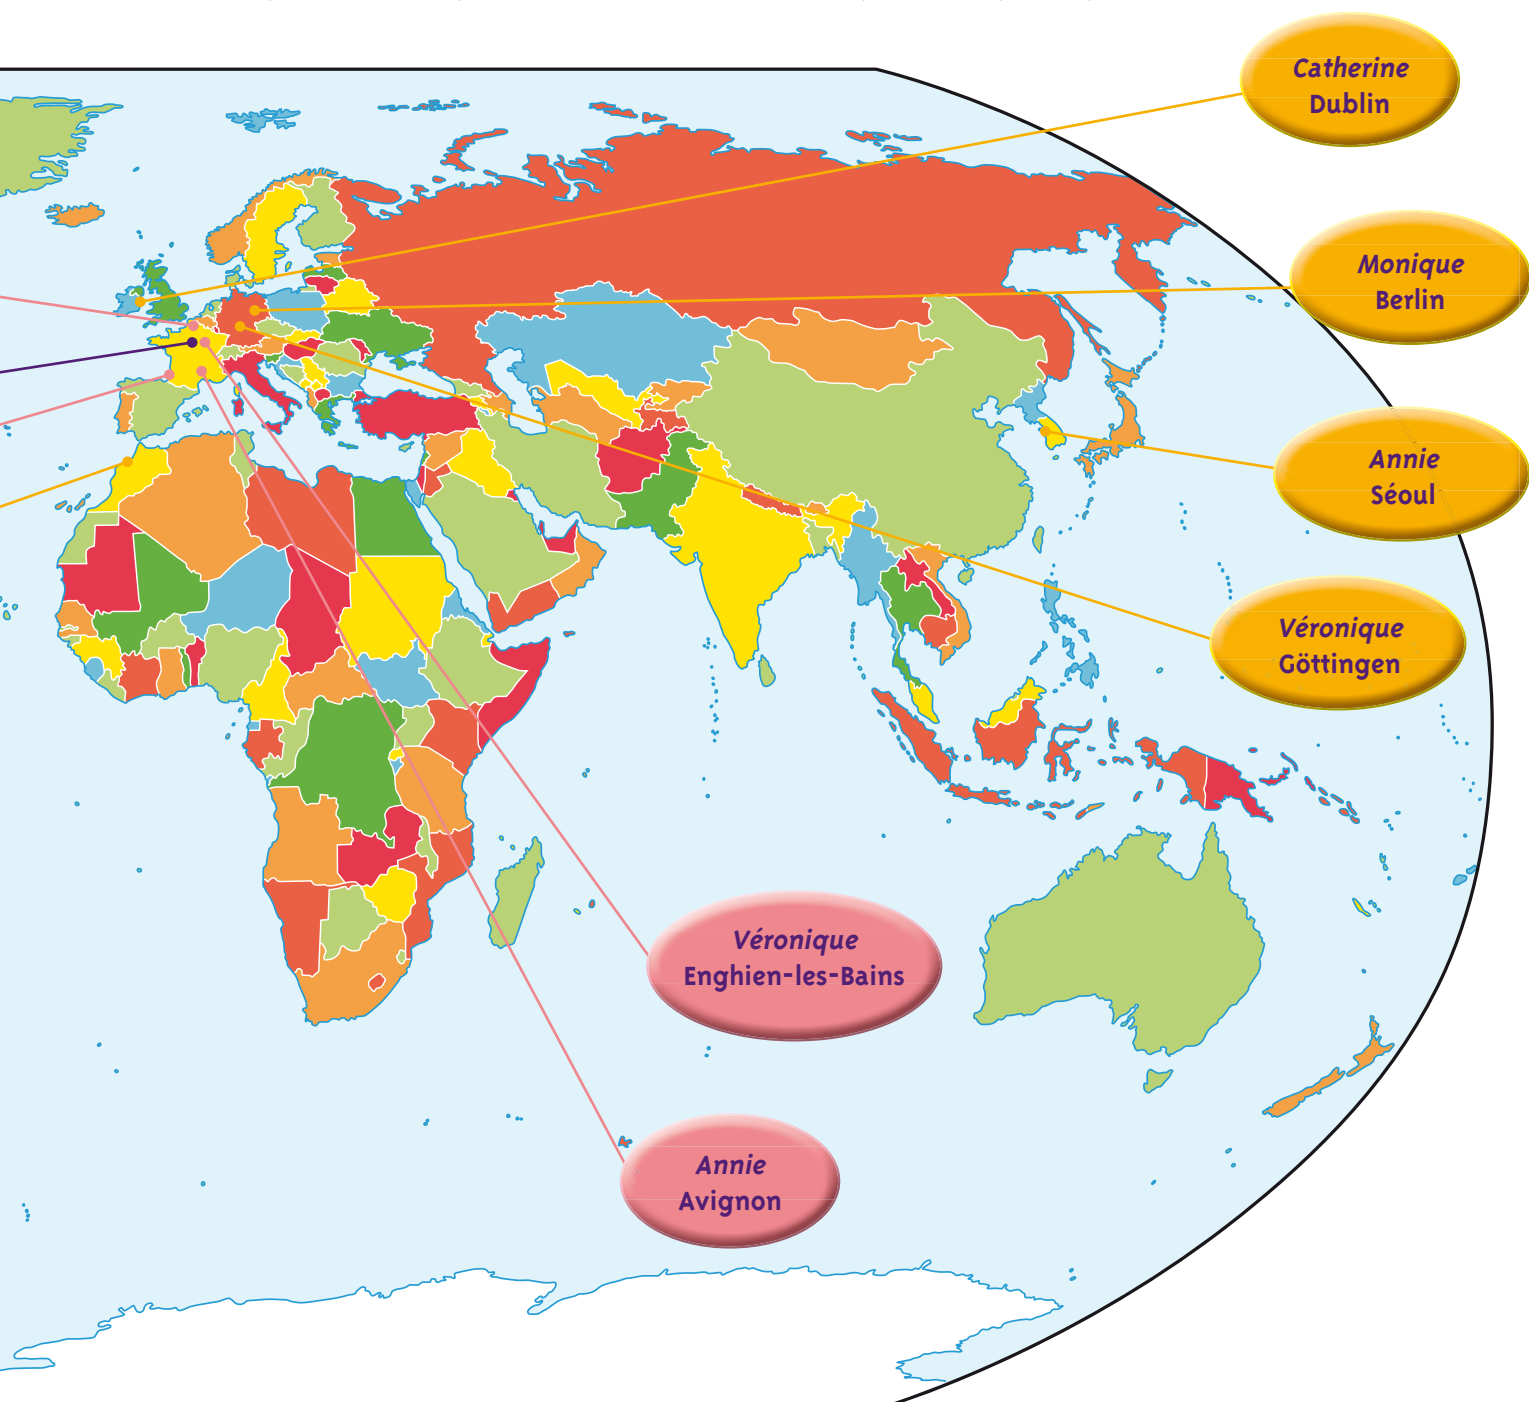 Catherine
Dublin
Monique
Berlin
Annie
Séoul
Véronique
Göttingen
Véronique
Enghien-les-Bains
Annie
Avignon